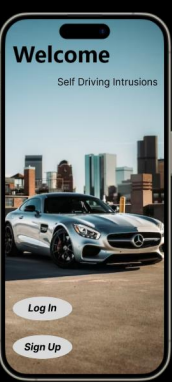 Welcome
Self Driving Intrusions
Log In
Sign Up